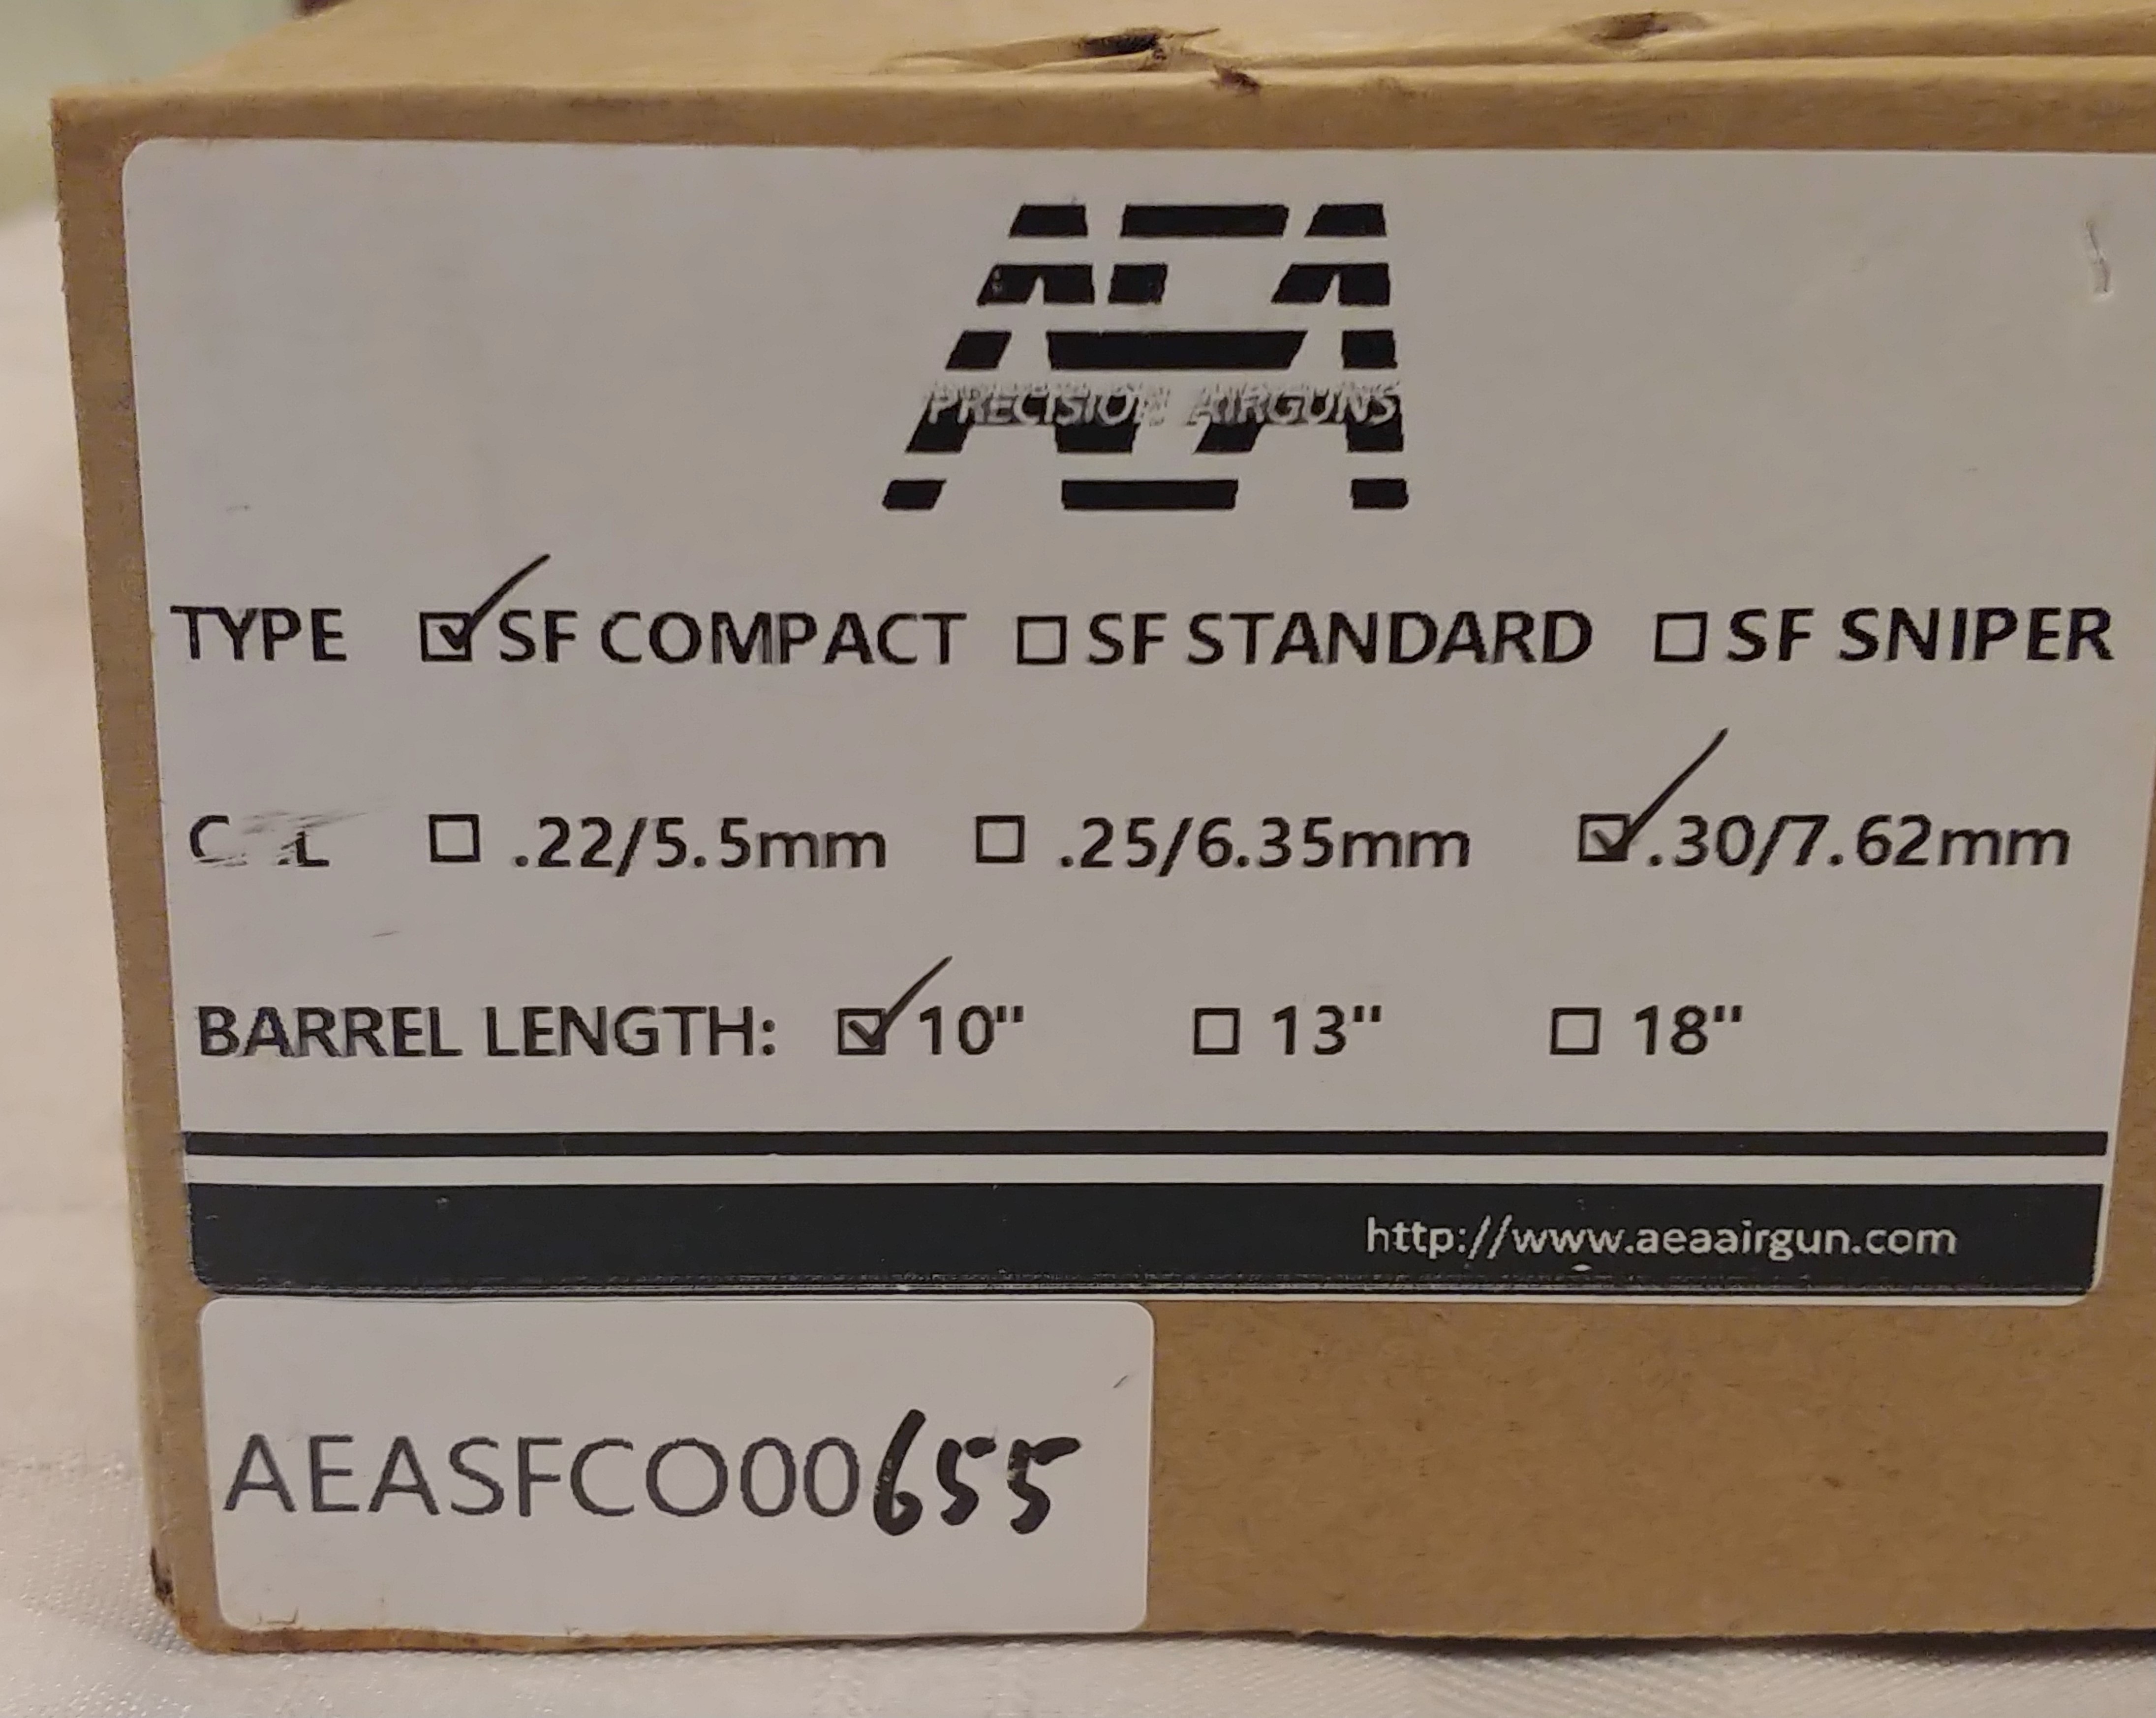 AEA
PRECISION AIRGUNS
TYPE ☑ SF COMPACT ☐ SF STANDARD ☐ SF SNIPER
☐ .22/5.5mm ☐ .25/6.35mm ☑ .30/7.62mm
BARREL LENGTH: ☑ 10" ☐ 13" ☐ 18"
http://www.aeaairgun.com
AEASFCO00655